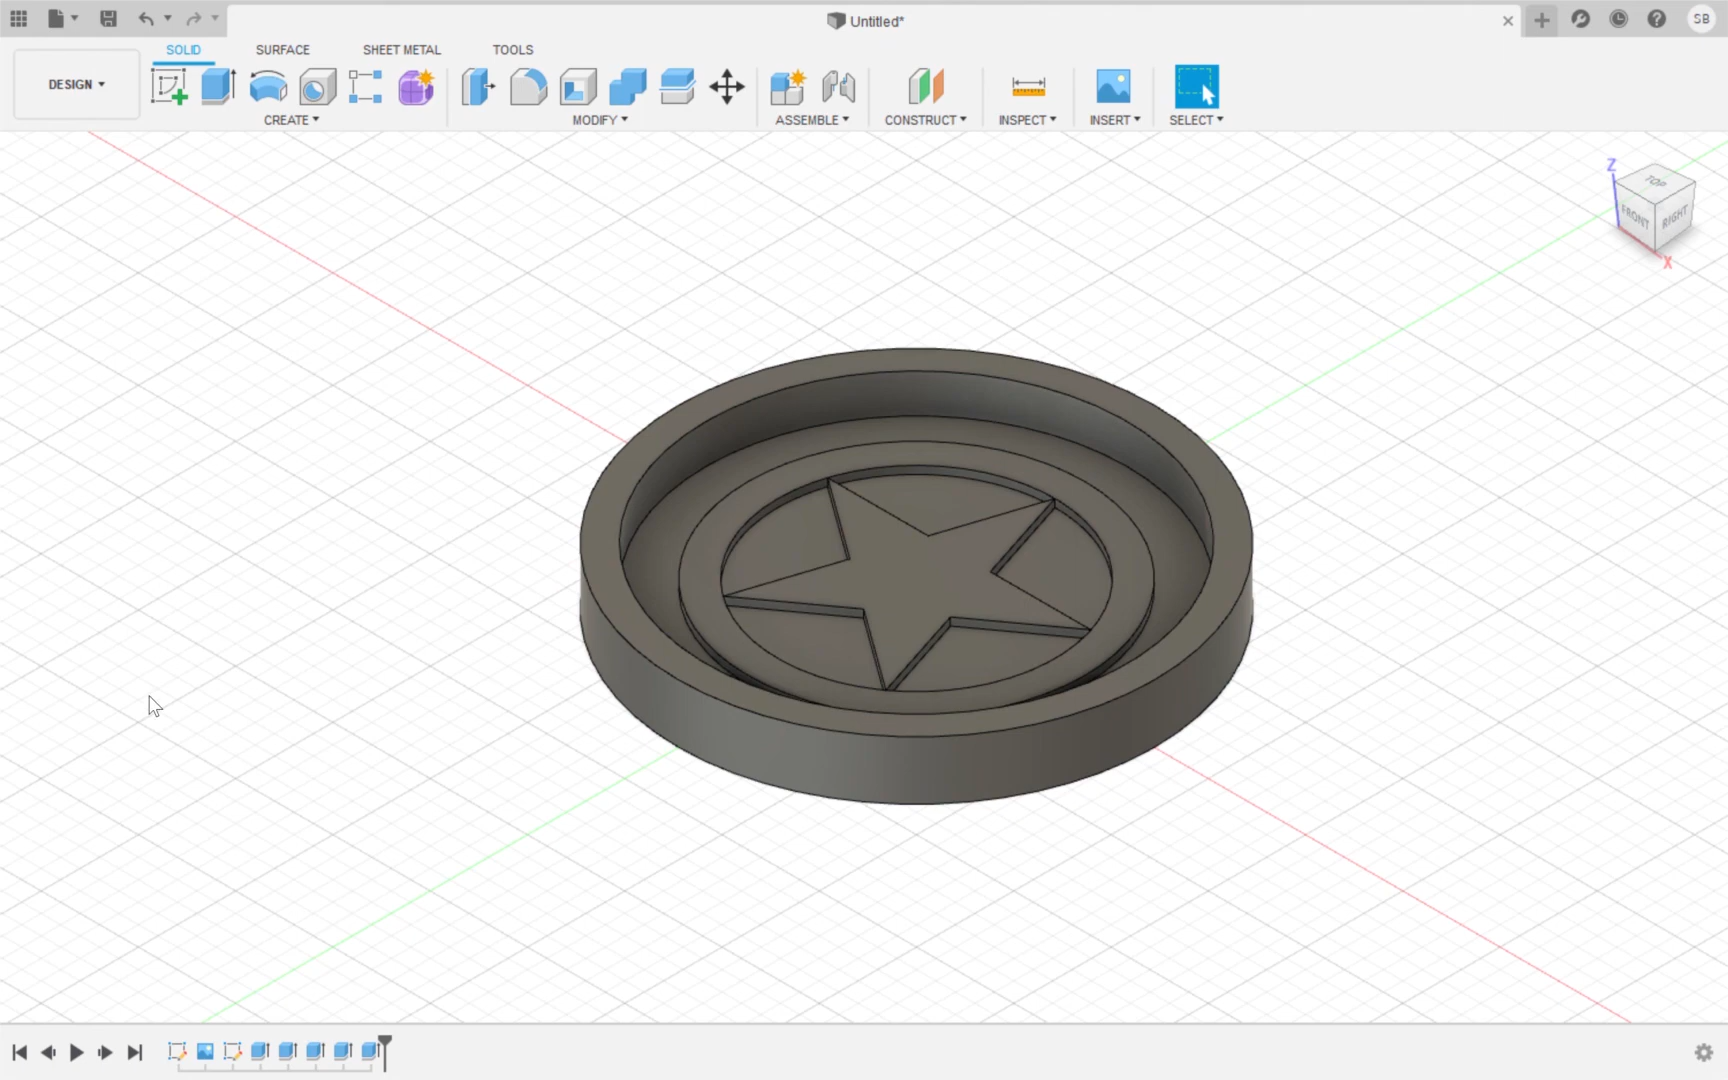 Untitled*
SB
SOLID SURFACE SHEET METAL TOOLS
DESIGN
CREATE MODIFY ASSEMBLE CONSTRUCT INSPECT INSERT SELECT
Z
TOP
FRONT RIGHT
X